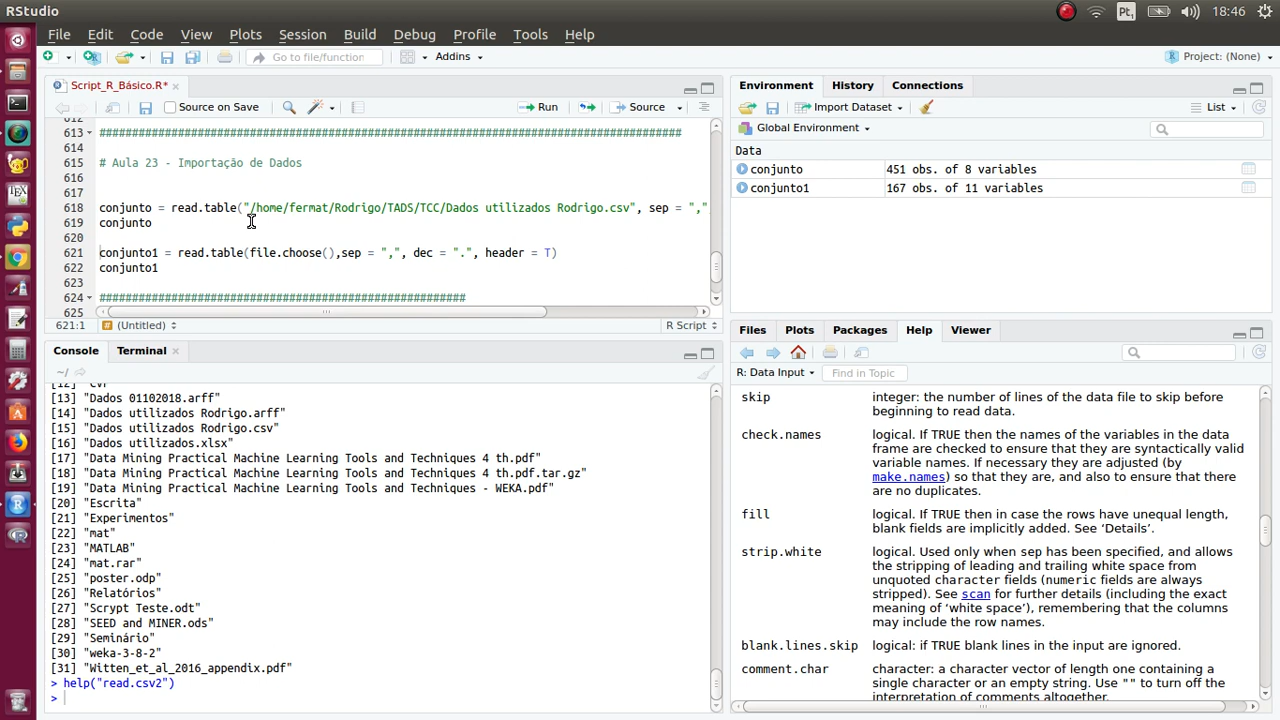 RStudio
Pt
18:46
File Edit Code View Plots Session Build Debug Profile Tools Help
Go to file/function
Addins
Project: (None)
Script_R_Básico.R*
Source on Save
Run
Source
612
613 #########################################################################################
614
615 # Aula 23 - Importação de Dados
616
617
618 conjunto = read.table("/home/fermat/Rodrigo/TADS/TCC/Dados utilizados Rodrigo.csv", sep = ","
619 conjunto
620
621 conjunto1 = read.table(file.choose(),sep = ",", dec = ".", header = T)
622 conjunto1
623
624 ########################################################
625
621:1
(Untitled)
R Script
Console Terminal
~/
[12] "CVF"
[13] "Dados 01102018.arff"
[14] "Dados utilizados Rodrigo.arff"
[15] "Dados utilizados Rodrigo.csv"
[16] "Dados utilizados.xlsx"
[17] "Data Mining Practical Machine Learning Tools and Techniques 4 th.pdf"
[18] "Data Mining Practical Machine Learning Tools and Techniques 4 th.pdf.tar.gz"
[19] "Data Mining Practical Machine Learning Tools and Techniques - WEKA.pdf"
[20] "Escrita"
[21] "Experimentos"
[22] "mat"
[23] "MATLAB"
[24] "mat.rar"
[25] "poster.odp"
[26] "Relatórios"
[27] "Scrypt Teste.odt"
[28] "SEED and MINER.ods"
[29] "Seminário"
[30] "weka-3-8-2"
[31] "Witten_et_al_2016_appendix.pdf"
> help("read.csv2")
>
Environment History Connections
Import Dataset
List
Global Environment
Data
conjunto 451 obs. of 8 variables
conjunto1 167 obs. of 11 variables
Files Plots Packages Help Viewer
R: Data Input
Find in Topic
skip integer: the number of lines of the data file to skip before
beginning to read data.
check.names logical. If TRUE then the names of the variables in the data
frame are checked to ensure that they are syntactically valid
variable names. If necessary they are adjusted (by
make.names) so that they are, and also to ensure that there
are no duplicates.
fill logical. If TRUE then in case the rows have unequal length,
blank fields are implicitly added. See ‘Details’.
strip.white logical. Used only when sep has been specified, and allows
the stripping of leading and trailing white space from
unquoted character fields (numeric fields are always
stripped). See scan for further details (including the exact
meaning of ‘white space’), remembering that the columns
may include the row names.
blank.lines.skip logical: if TRUE blank lines in the input are ignored.
comment.char character: a character vector of length one containing a
single character or an empty string. Use "" to turn off the
interpretation of comments altogether.